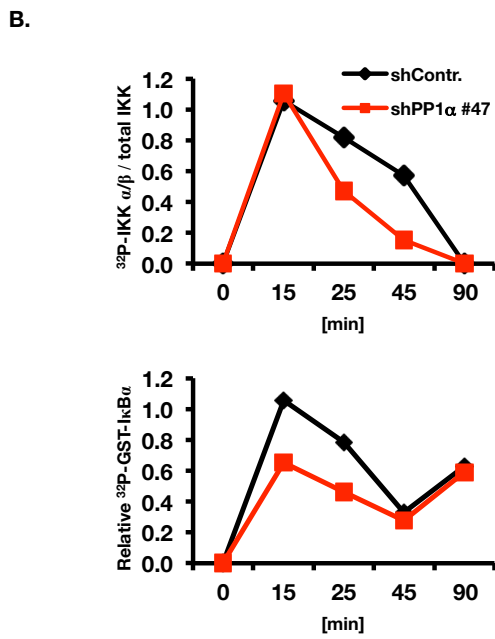 B.
shContr.
shPP1α #47
³²P-IKK α/β / total IKK
1.2
1.0
0.8
0.6
0.4
0.2
0.0
0 15 25 45 90
[min]
Relative ³²P-GST-IκBα
1.2
1.0
0.8
0.6
0.4
0.2
0.0
0 15 25 45 90
[min]